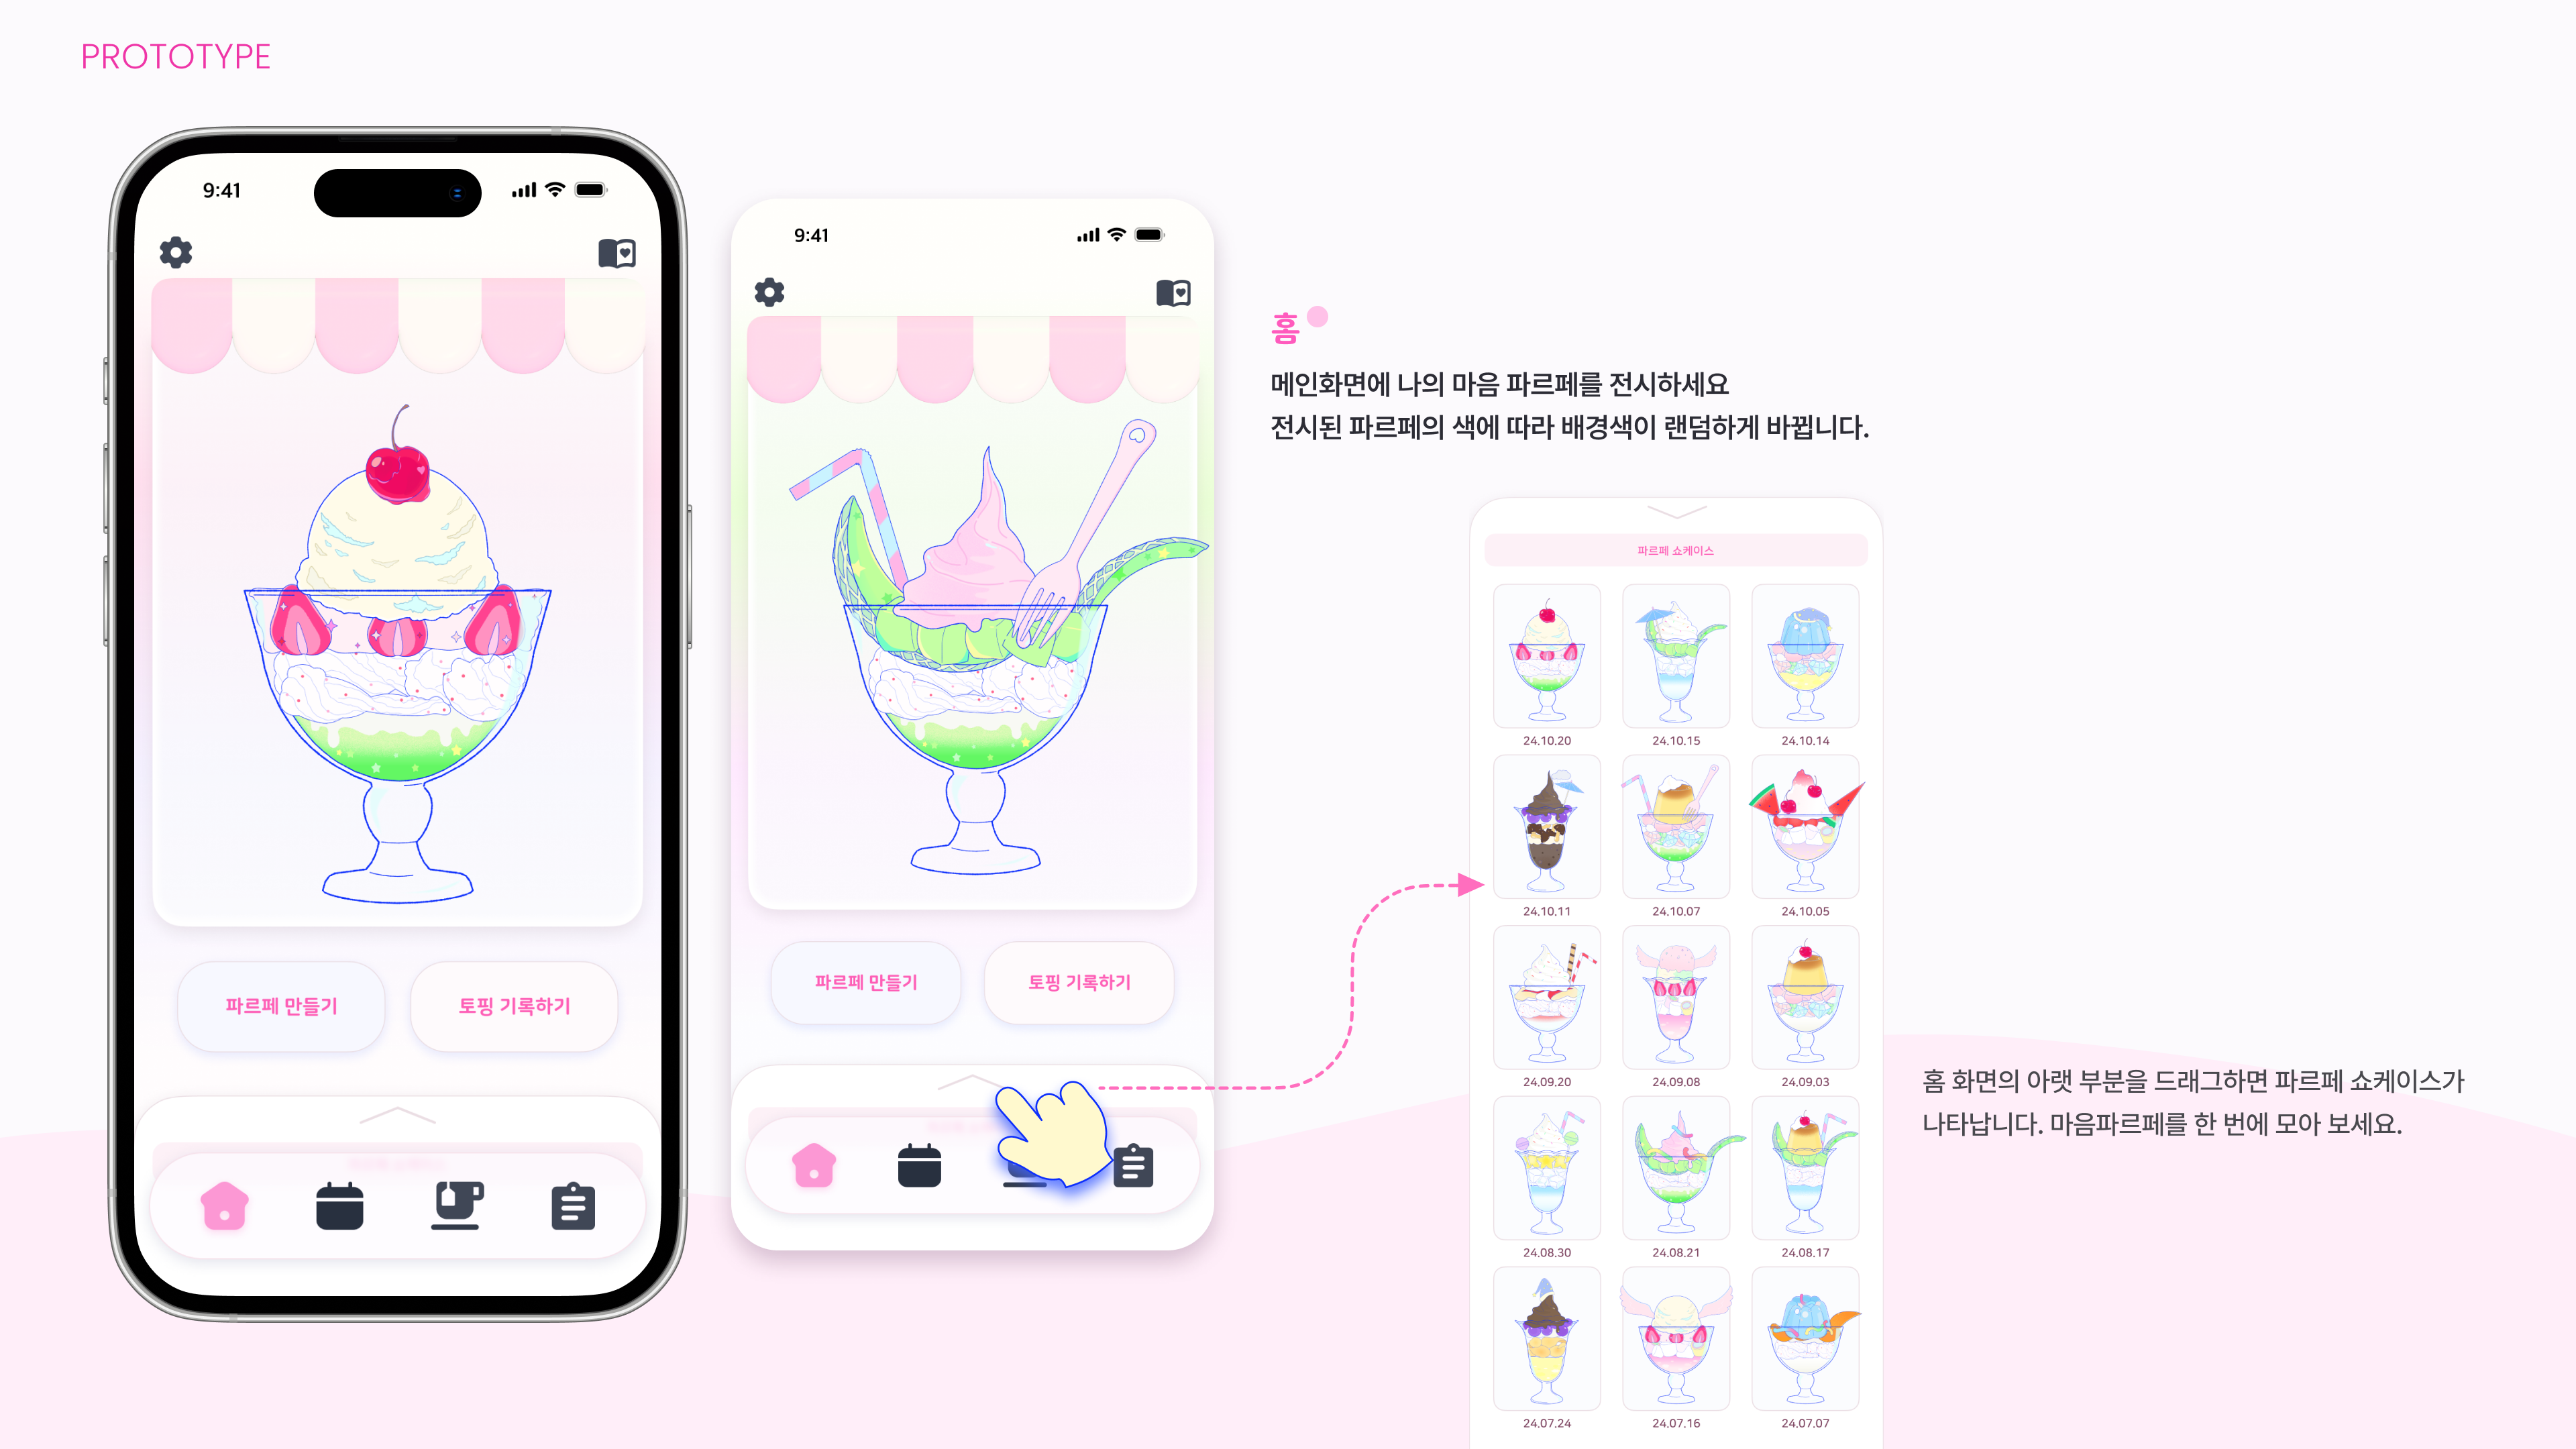 PROTOTYPE
9:41
파르페 만들기
토핑 기록하기
9:41
파르페 만들기
토핑 기록하기
홈
메인화면에 나의 마음 파르페를 전시하세요
전시된 파르페의 색에 따라 배경색이 랜덤하게 바뀝니다.
파르페 쇼케이스
24.10.20 24.10.15 24.10.14
24.10.11 24.10.07 24.10.05
24.09.20 24.09.08 24.09.03
24.08.30 24.08.21 24.08.17
24.07.24 24.07.16 24.07.07
홈 화면의 아랫 부분을 드래그하면 파르페 쇼케이스가
나타납니다. 마음파르페를 한 번에 모아 보세요.